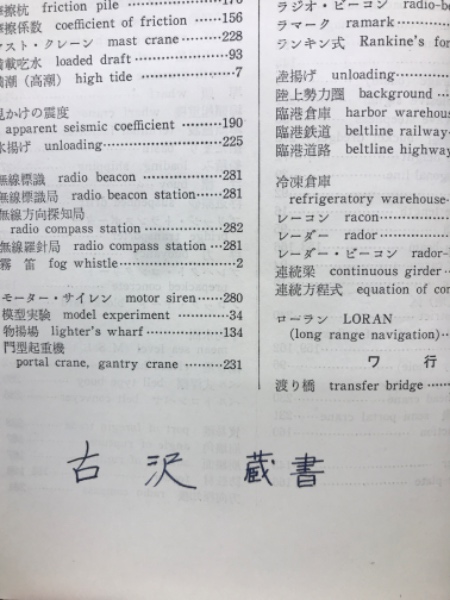 摩擦杭 friction pile
摩擦係数 coefficient of friction …156
マスト・クレーン mast crane………228
満載吃水 loaded draft………………93
満潮（高潮） high tide………………7
見かけの震度
apparent seismic coefficient………190
水揚げ unloading……………………225
無線標識 radio beacon………………281
無線標識局 radio beacon station……281
無線方向探知局
radio compass station………………282
無線羅針局 radio compass station …281
霧 笛 fog whistle……………………2
モーター・サイレン motor siren……280
模型実験 model experiment …………34
物揚場 lighter's wharf………………134
門型起重機
portal crane, gantry crane …………231
ラジオ・ビーコン radio-be
ラマーク ramark…………………
ランキン式 Rankine's for
陸揚げ unloading…………………
陸上勢力圏 background …………
臨港倉庫 harbor warehous
臨港鉄道 beltline railway…
臨港道路 beltline highway
冷凍倉庫
refrigeratory warehouse…
レーコン racon……………………
レーダー rador……………………
レーダー・ビーコン rador-
連続梁 continuous girder…
連続方程式 equation of con
ローラン LORAN
(long range navigation)……
ワ 行
渡り橋 transfer bridge………
古沢 蔵書